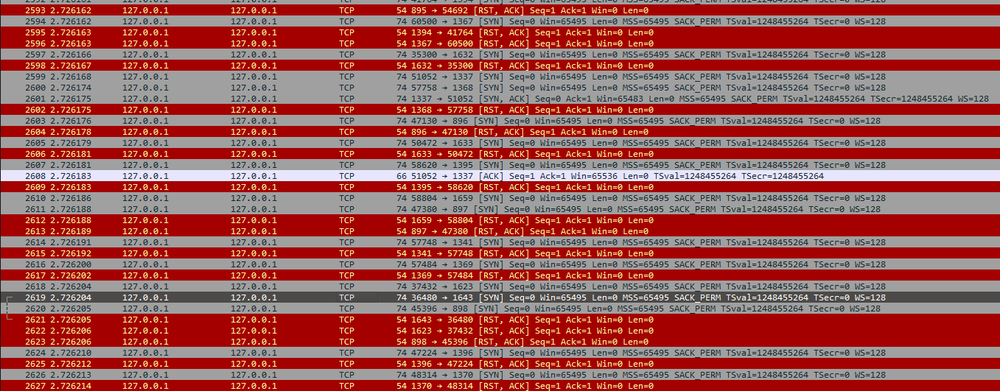 2593 2.726162 127.0.0.1 127.0.0.1 TCP 54 895 → 54692 [RST, ACK] Seq=1 Ack=1 Win=0 Len=0
2594 2.726162 127.0.0.1 127.0.0.1 TCP 74 60500 → 1367 [SYN] Seq=0 Win=65495 Len=0 MSS=65495 SACK_PERM TSval=1248455264 TSecr=0 WS=128
2595 2.726163 127.0.0.1 127.0.0.1 TCP 54 1394 → 41764 [RST, ACK] Seq=1 Ack=1 Win=0 Len=0
2596 2.726163 127.0.0.1 127.0.0.1 TCP 54 1367 → 60500 [RST, ACK] Seq=1 Ack=1 Win=0 Len=0
2597 2.726166 127.0.0.1 127.0.0.1 TCP 74 35300 → 1632 [SYN] Seq=0 Win=65495 Len=0 MSS=65495 SACK_PERM TSval=1248455264 TSecr=0 WS=128
2598 2.726167 127.0.0.1 127.0.0.1 TCP 54 1632 → 35300 [RST, ACK] Seq=1 Ack=1 Win=0 Len=0
2599 2.726168 127.0.0.1 127.0.0.1 TCP 74 51052 → 1337 [SYN] Seq=0 Win=65495 Len=0 MSS=65495 SACK_PERM TSval=1248455264 TSecr=0 WS=128
2600 2.726174 127.0.0.1 127.0.0.1 TCP 74 57758 → 1368 [SYN] Seq=0 Win=65495 Len=0 MSS=65495 SACK_PERM TSval=1248455264 TSecr=0 WS=128
2601 2.726175 127.0.0.1 127.0.0.1 TCP 74 1337 → 51052 [SYN, ACK] Seq=0 Ack=1 Win=65483 Len=0 MSS=65495 SACK_PERM TSval=1248455264 TSecr=1248455264 WS=128
2602 2.726175 127.0.0.1 127.0.0.1 TCP 54 1368 → 57758 [RST, ACK] Seq=1 Ack=1 Win=0 Len=0
2603 2.726176 127.0.0.1 127.0.0.1 TCP 74 47130 → 896 [SYN] Seq=0 Win=65495 Len=0 MSS=65495 SACK_PERM TSval=1248455264 TSecr=0 WS=128
2604 2.726178 127.0.0.1 127.0.0.1 TCP 54 896 → 47130 [RST, ACK] Seq=1 Ack=1 Win=0 Len=0
2605 2.726179 127.0.0.1 127.0.0.1 TCP 74 50472 → 1633 [SYN] Seq=0 Win=65495 Len=0 MSS=65495 SACK_PERM TSval=1248455264 TSecr=0 WS=128
2606 2.726181 127.0.0.1 127.0.0.1 TCP 54 1633 → 50472 [RST, ACK] Seq=1 Ack=1 Win=0 Len=0
2607 2.726181 127.0.0.1 127.0.0.1 TCP 74 58620 → 1395 [SYN] Seq=0 Win=65495 Len=0 MSS=65495 SACK_PERM TSval=1248455264 TSecr=0 WS=128
2608 2.726183 127.0.0.1 127.0.0.1 TCP 66 51052 → 1337 [ACK] Seq=1 Ack=1 Win=65536 Len=0 TSval=1248455264 TSecr=1248455264
2609 2.726183 127.0.0.1 127.0.0.1 TCP 54 1395 → 58620 [RST, ACK] Seq=1 Ack=1 Win=0 Len=0
2610 2.726186 127.0.0.1 127.0.0.1 TCP 74 58804 → 1659 [SYN] Seq=0 Win=65495 Len=0 MSS=65495 SACK_PERM TSval=1248455264 TSecr=0 WS=128
2611 2.726188 127.0.0.1 127.0.0.1 TCP 74 47380 → 897 [SYN] Seq=0 Win=65495 Len=0 MSS=65495 SACK_PERM TSval=1248455264 TSecr=0 WS=128
2612 2.726188 127.0.0.1 127.0.0.1 TCP 54 1659 → 58804 [RST, ACK] Seq=1 Ack=1 Win=0 Len=0
2613 2.726189 127.0.0.1 127.0.0.1 TCP 54 897 → 47380 [RST, ACK] Seq=1 Ack=1 Win=0 Len=0
2614 2.726191 127.0.0.1 127.0.0.1 TCP 74 57748 → 1341 [SYN] Seq=0 Win=65495 Len=0 MSS=65495 SACK_PERM TSval=1248455264 TSecr=0 WS=128
2615 2.726192 127.0.0.1 127.0.0.1 TCP 54 1341 → 57748 [RST, ACK] Seq=1 Ack=1 Win=0 Len=0
2616 2.726200 127.0.0.1 127.0.0.1 TCP 74 57484 → 1369 [SYN] Seq=0 Win=65495 Len=0 MSS=65495 SACK_PERM TSval=1248455264 TSecr=0 WS=128
2617 2.726202 127.0.0.1 127.0.0.1 TCP 54 1369 → 57484 [RST, ACK] Seq=1 Ack=1 Win=0 Len=0
2618 2.726204 127.0.0.1 127.0.0.1 TCP 74 37432 → 1623 [SYN] Seq=0 Win=65495 Len=0 MSS=65495 SACK_PERM TSval=1248455264 TSecr=0 WS=128
2619 2.726204 127.0.0.1 127.0.0.1 TCP 74 36480 → 1643 [SYN] Seq=0 Win=65495 Len=0 MSS=65495 SACK_PERM TSval=1248455264 TSecr=0 WS=128
2620 2.726205 127.0.0.1 127.0.0.1 TCP 74 45396 → 898 [SYN] Seq=0 Win=65495 Len=0 MSS=65495 SACK_PERM TSval=1248455264 TSecr=0 WS=128
2621 2.726205 127.0.0.1 127.0.0.1 TCP 54 1643 → 36480 [RST, ACK] Seq=1 Ack=1 Win=0 Len=0
2622 2.726206 127.0.0.1 127.0.0.1 TCP 54 1623 → 37432 [RST, ACK] Seq=1 Ack=1 Win=0 Len=0
2623 2.726206 127.0.0.1 127.0.0.1 TCP 54 898 → 45396 [RST, ACK] Seq=1 Ack=1 Win=0 Len=0
2624 2.726210 127.0.0.1 127.0.0.1 TCP 74 47224 → 1396 [SYN] Seq=0 Win=65495 Len=0 MSS=65495 SACK_PERM TSval=1248455264 TSecr=0 WS=128
2625 2.726212 127.0.0.1 127.0.0.1 TCP 54 1396 → 47224 [RST, ACK] Seq=1 Ack=1 Win=0 Len=0
2626 2.726213 127.0.0.1 127.0.0.1 TCP 74 48314 → 1370 [SYN] Seq=0 Win=65495 Len=0 MSS=65495 SACK_PERM TSval=1248455264 TSecr=0 WS=128
2627 2.726214 127.0.0.1 127.0.0.1 TCP 54 1370 → 48314 [RST, ACK] Seq=1 Ack=1 Win=0 Len=0